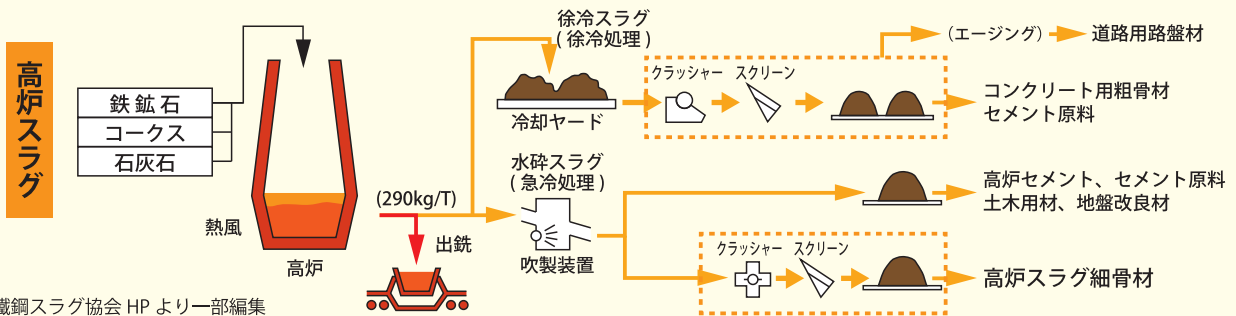 高炉スラグ
鉄鉱石
コークス
石灰石
熱風
高炉
(290kg/T)
出銑
徐冷スラグ
(徐冷処理)
冷却ヤード
クラッシャー
スクリーン
(エージング)
道路用路盤材
コンクリート用粗骨材
セメント原料
水砕スラグ
(急冷処理)
吹製装置
高炉セメント、セメント原料
土木用材、地盤改良材
クラッシャー
スクリーン
高炉スラグ細骨材
鐵鋼スラグ協会 HP より一部編集